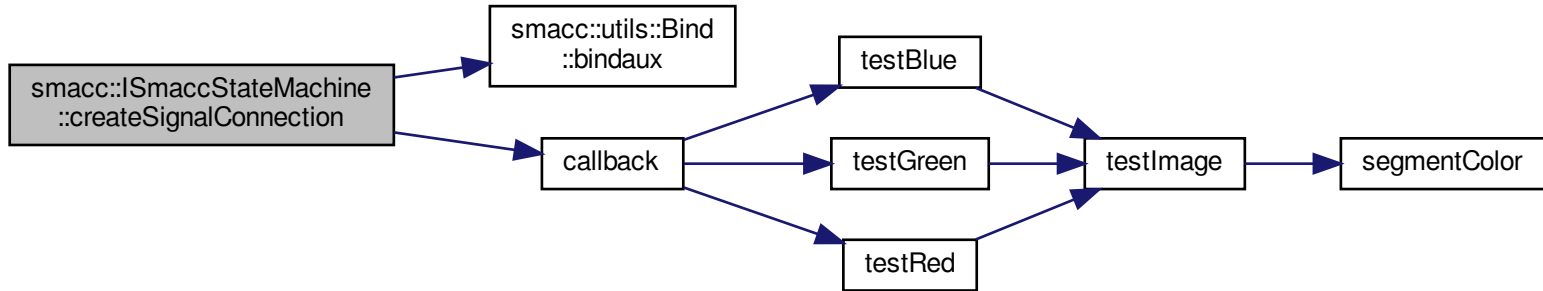 smacc::ISmaccStateMachine
::createSignalConnection
smacc::utils::Bind
::bindaux
callback
testBlue
testGreen
testRed
testImage
segmentColor